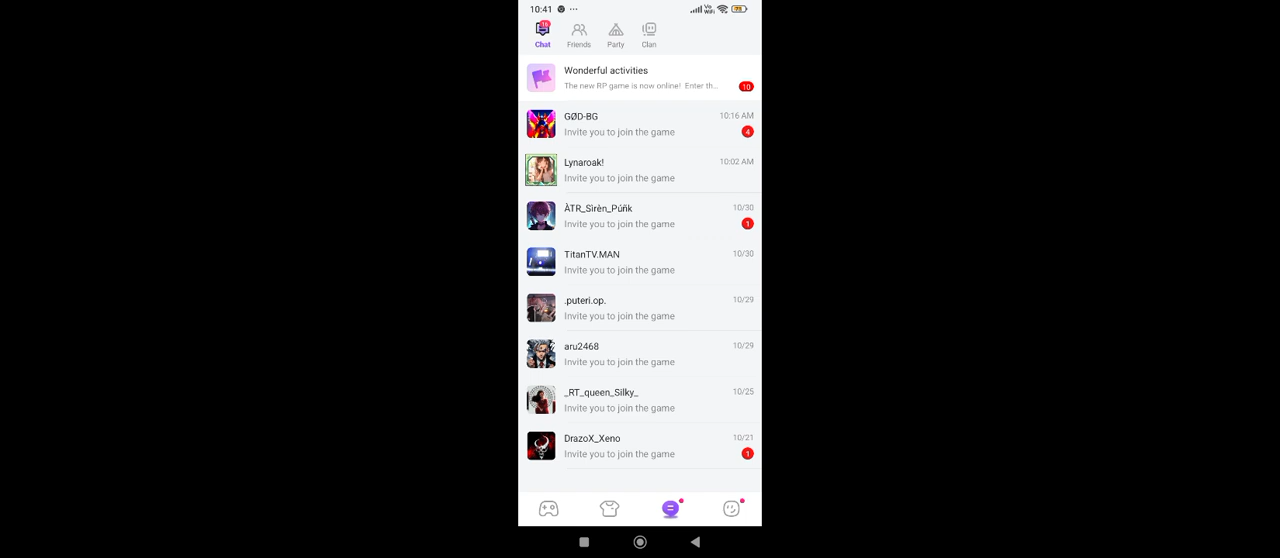 10:41
Vo
WiFi
75
16
Chat
Friends
Party
Clan
Wonderful activities
The new RP game is now online! Enter th...
10
GØD-BG
10:16 AM
Invite you to join the game
4
Lynaroak!
10:02 AM
Invite you to join the game
ÀTR_Sìrèn_Púñk
10/30
Invite you to join the game
1
TitanTV.MAN
10/30
Invite you to join the game
.puteri.op.
10/29
Invite you to join the game
aru2468
10/29
Invite you to join the game
_RT_queen_Silky_
10/25
Invite you to join the game
DrazoX_Xeno
10/21
Invite you to join the game
1